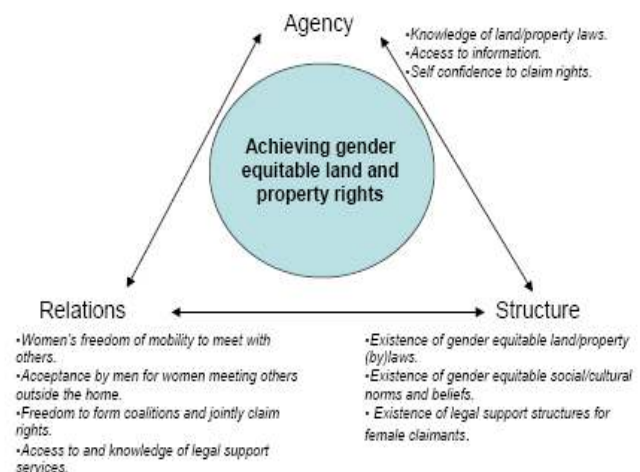 Agency
•Knowledge of land/property laws.
•Access to information.
•Self confidence to claim rights.
Achieving gender
equitable land and
property rights
Relations
•Women's freedom of mobility to meet with
others.
•Acceptance by men for women meeting others
outside the home.
•Freedom to form coalitions and jointly claim
rights.
•Access to and knowledge of legal support
services.
Structure
•Existence of gender equitable land/property
(by)laws.
•Existence of gender equitable social/cultural
norms and beliefs.
• Existence of legal support structures for
female claimants.